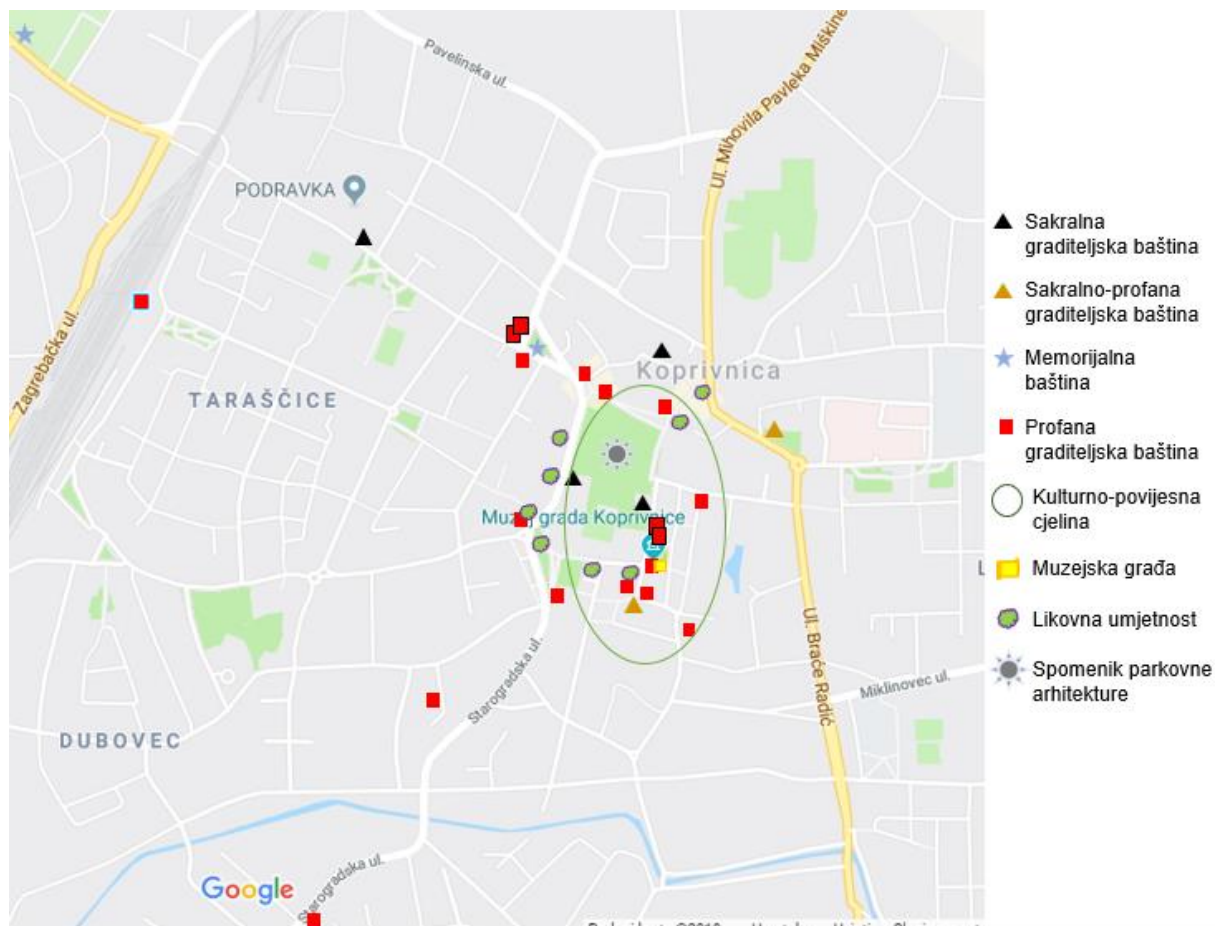 Pavelinska ul.
Ul. Mihovila Pavleka Miškine
PODRAVKA
Zagrebačka ul.
TARAŠČICE
Koprivnica
Muzej grada Koprivnice
Starogradska ul.
Ul. Braće Radić
Miklinovec ul.
DUBOVEC
Starogradska ul.
Google
Sakralna
graditeljska baština
Sakralno-profana
graditeljska baština
Memorijalna
baština
Profana
graditeljska baština
Kulturno-povijesna
cjelina
Muzejska građa
Likovna umjetnost
Spomenik parkovne
arhitekture